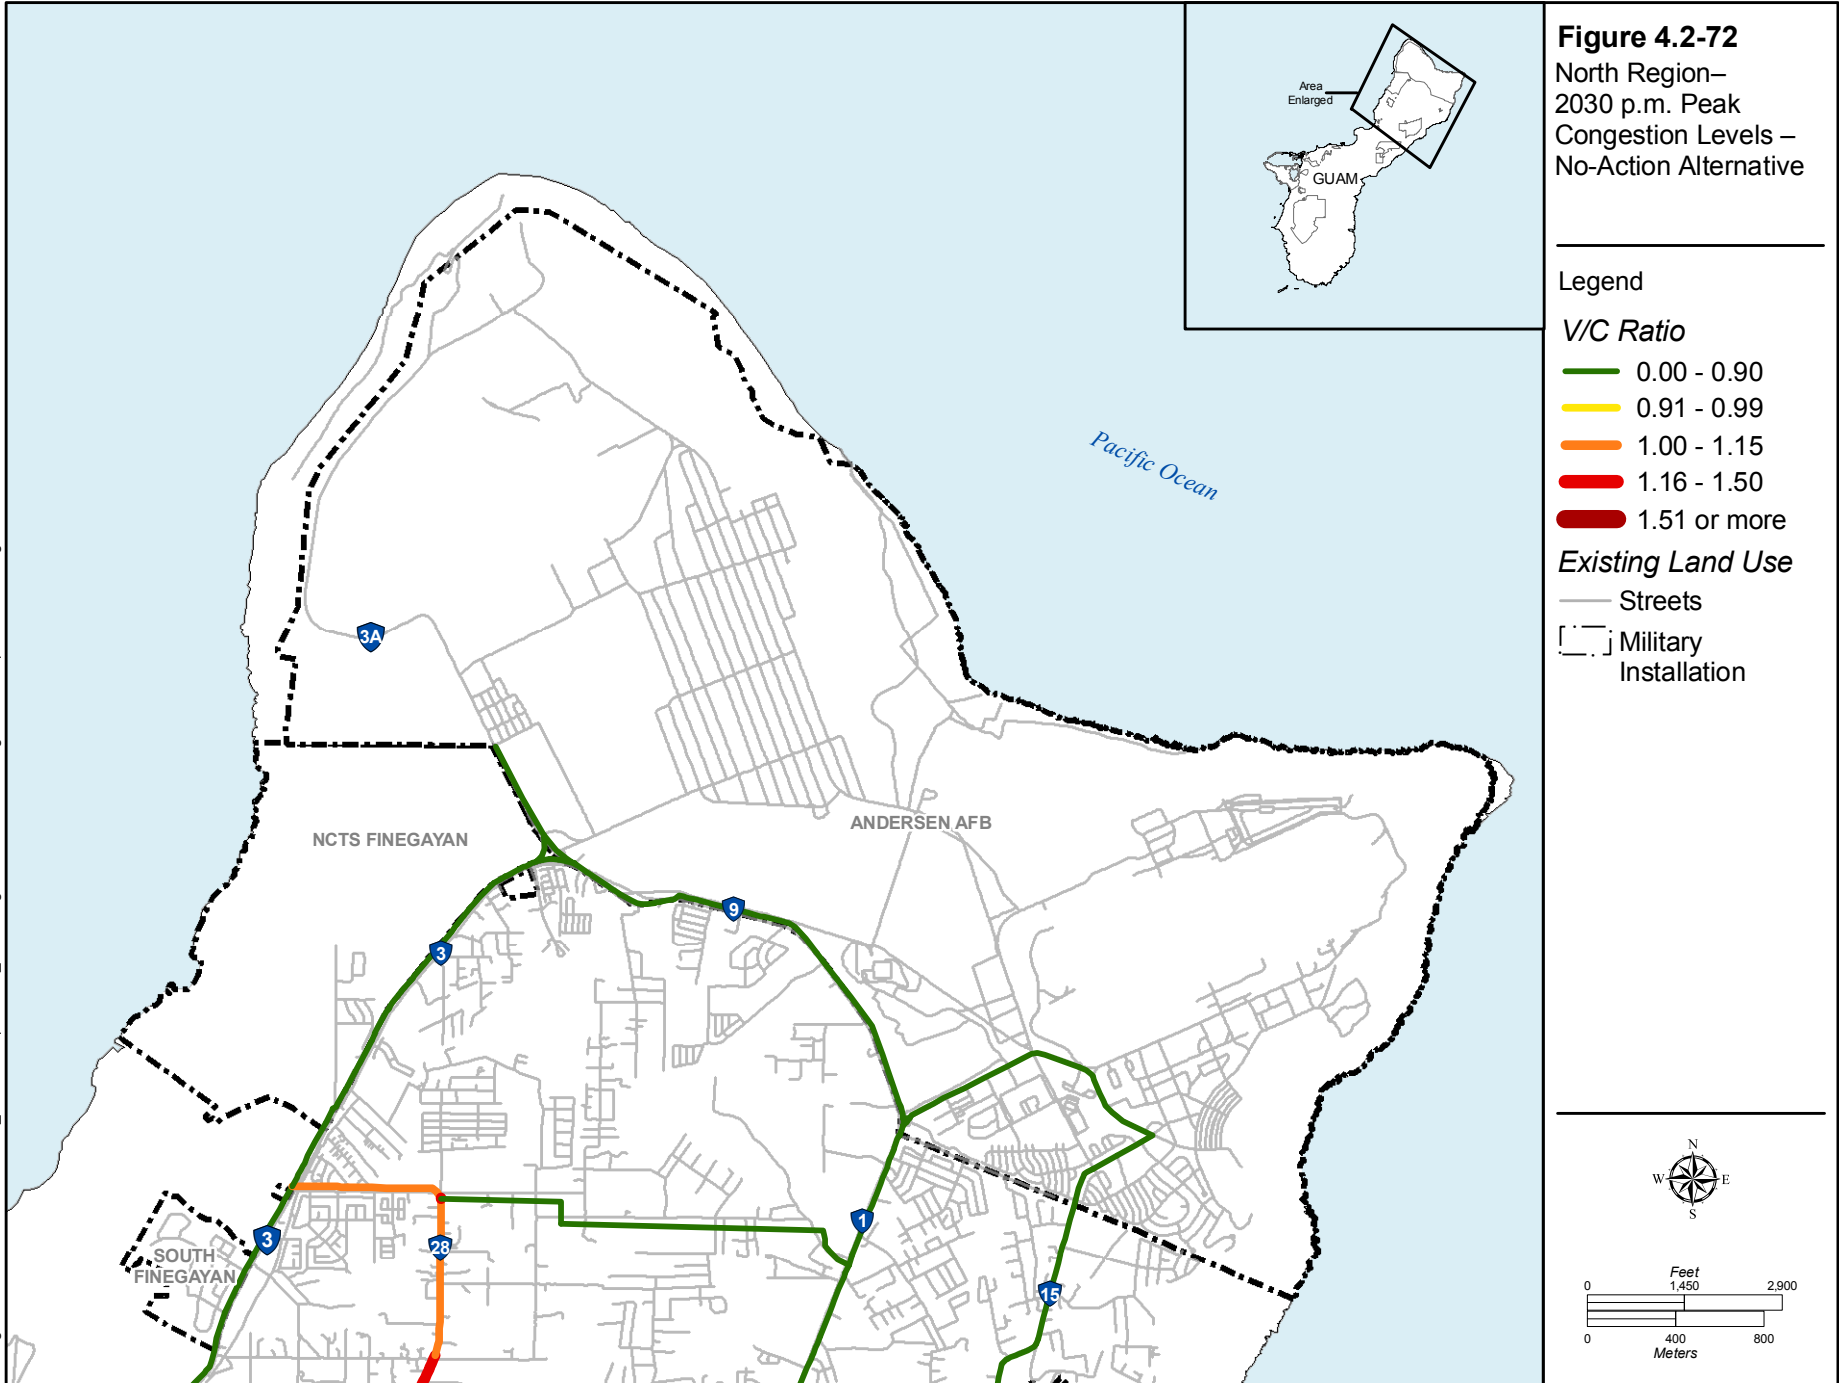 Figure 4.2-72
North Region–
2030 p.m. Peak
Congestion Levels –
No-Action Alternative
Legend
V/C Ratio
0.00 - 0.90
0.91 - 0.99
1.00 - 1.15
1.16 - 1.50
1.51 or more
Existing Land Use
Streets
Military
Installation
N
W E
S
Feet
0 1,450 2,900
0 400 800
Meters
Area
Enlarged
GUAM
Pacific Ocean
3A
NCTS FINEGAYAN
ANDERSEN AFB
9
3
3
28
1
15
SOUTH
FINEGAYAN